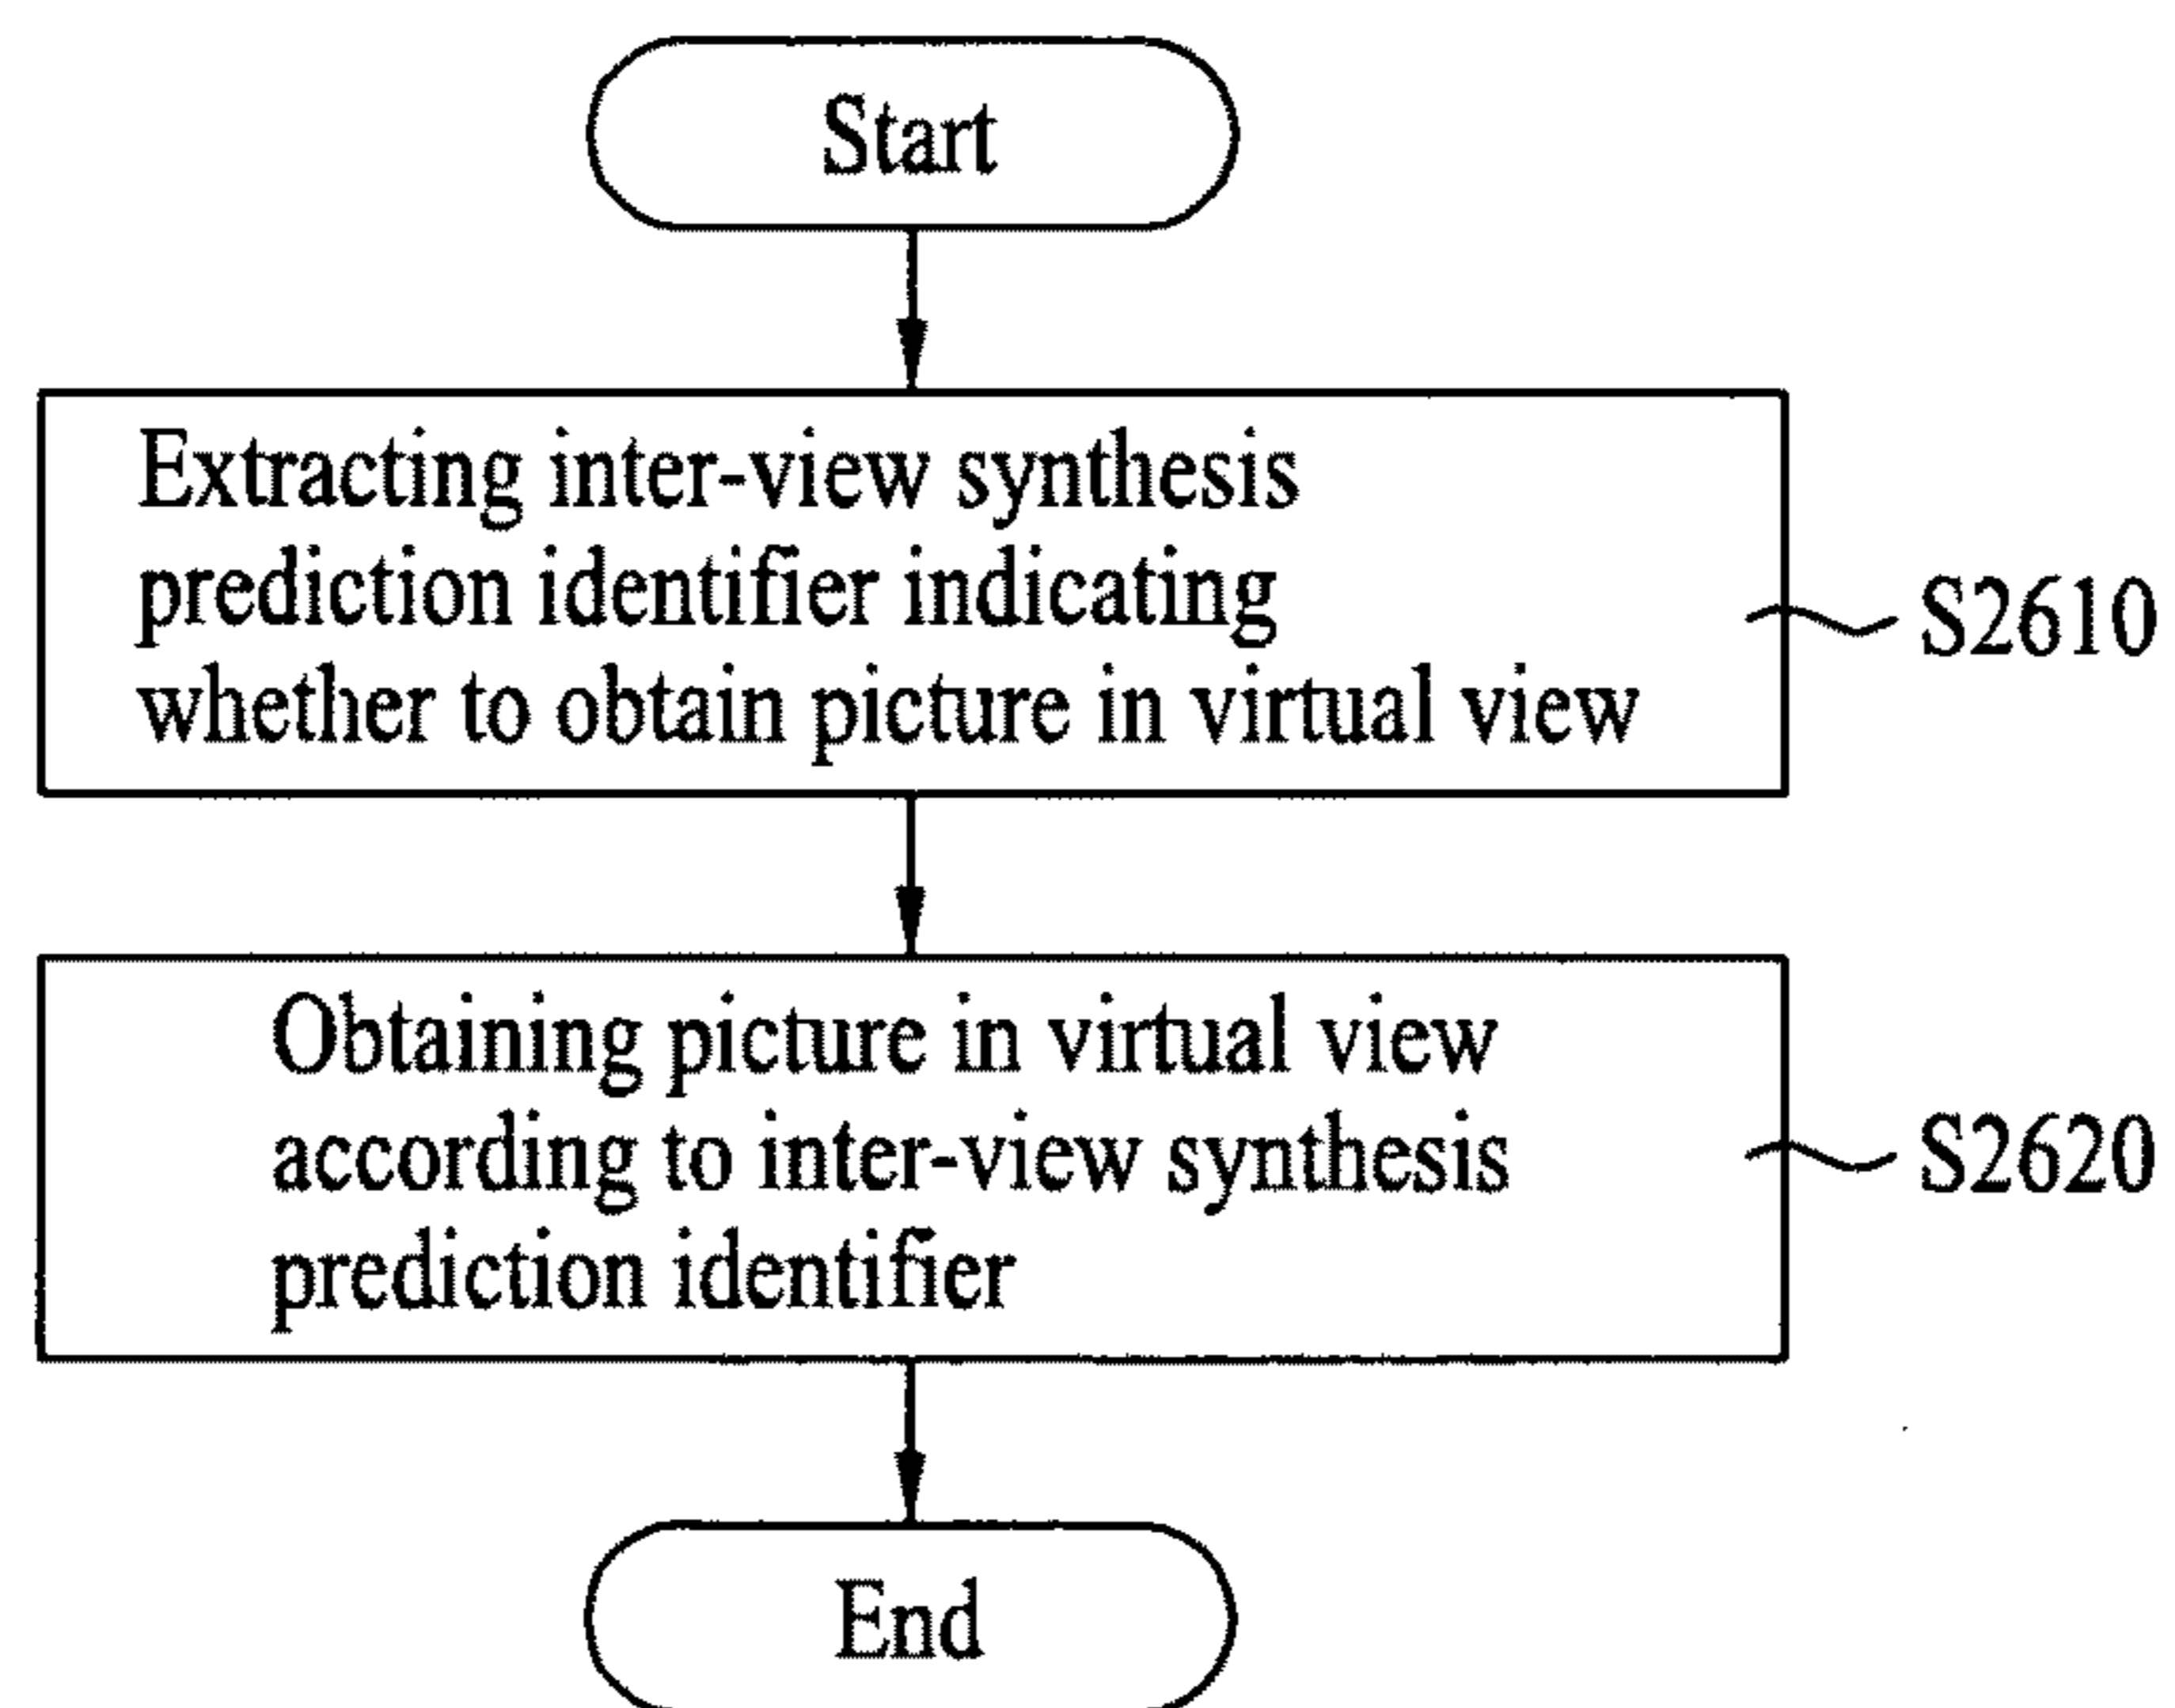 Start
Extracting inter-view synthesis
prediction identifier indicating
whether to obtain picture in virtual view
S2610
Obtaining picture in virtual view
according to inter-view synthesis
prediction identifier
S2620
End